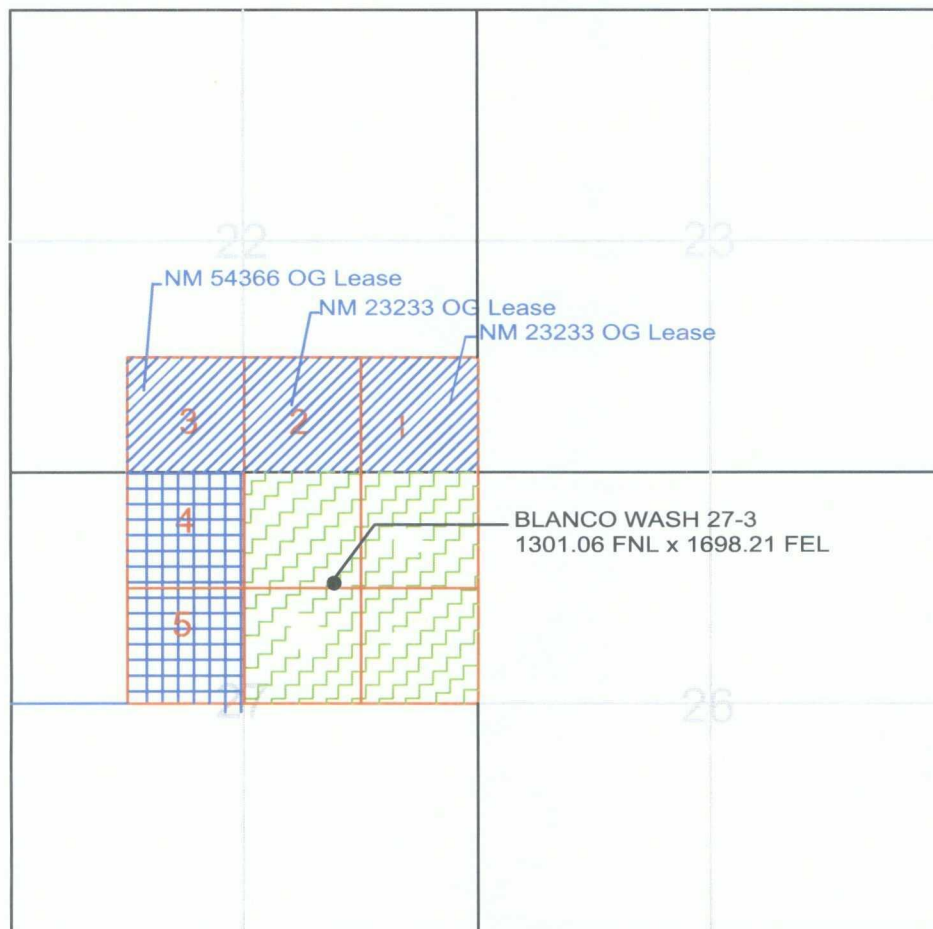 22
23
NM 54366 OG Lease
NM 23233 OG Lease
NM 23233 OG Lease
3
2
1
4
BLANCO WASH 27-3
1301.06 FNL x 1698.21 FEL
5
27
26